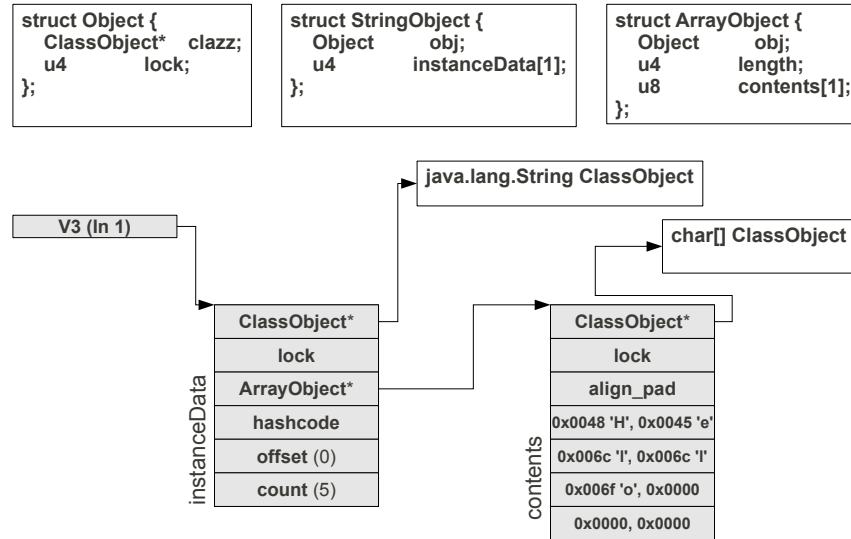 struct Object {
ClassObject* clazz;
u4 lock;
};
struct StringObject {
Object obj;
u4 instanceData[1];
};
struct ArrayObject {
Object obj;
u4 length;
u8 contents[1];
};
java.lang.String ClassObject
V3 (In 1)
char[] ClassObject
instanceData
ClassObject*
lock
ArrayObject*
hashcode
offset (0)
count (5)
contents
ClassObject*
lock
align_pad
0x0048 'H', 0x0045 'e'
0x006c 'l', 0x006c 'l'
0x006f 'o', 0x0000
0x0000, 0x0000